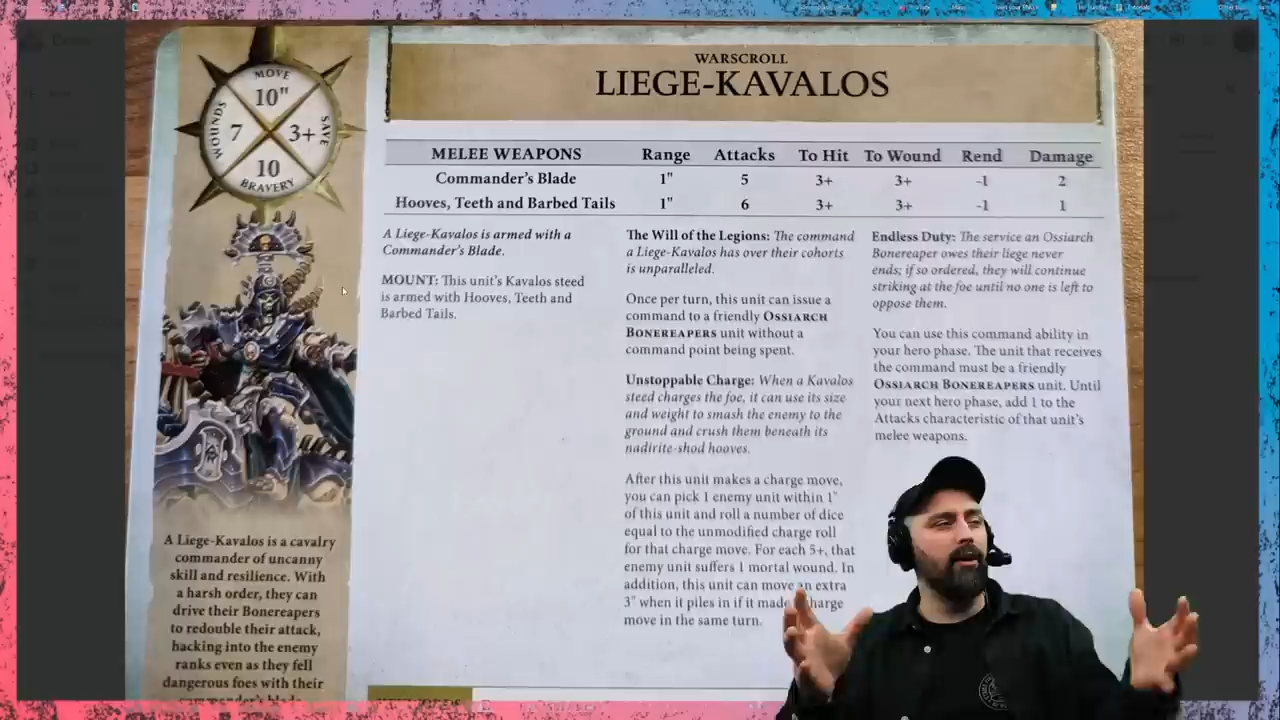 WARSCROLL
LIEGE-KAVALOS
MOVE
10"
WOUNDS
7
3+
SAVE
10
BRAVERY
MELEE WEAPONS Range Attacks To Hit To Wound Rend Damage
Commander's Blade 1" 5 3+ 3+ -1 2
Hooves, Teeth and Barbed Tails 1" 6 3+ 3+ -1 1
A Liege-Kavalos is armed with a
Commander's Blade.
MOUNT: This unit's Kavalos steed
is armed with Hooves, Teeth and
Barbed Tails.
The Will of the Legions: The command
a Liege-Kavalos has over their cohorts
is unparalleled.
Once per turn, this unit can issue a
command to a friendly OSSIARCH
BONEREAPERS unit without a
command point being spent.
Unstoppable Charge: When a Kavalos
steed charges the foe, it can use its size
and weight to smash the enemy to the
ground and crush them beneath its
nadirite-shod hooves.
After this unit makes a charge move,
you can pick 1 enemy unit within 1"
of this unit and roll a number of dice
equal to the unmodified charge roll
for that charge move. For each 5+, that
enemy unit suffers 1 mortal wound. In
addition, this unit can move an extra
3" when it piles in if it made charge
move in the same turn.
Endless Duty: The service an Ossiarch
Bonereaper owes their liege never
ends; if so ordered, they will continue
striking at the foe until no one is left to
oppose them.
You can use this command ability in
your hero phase. The unit that receives
the command must be a friendly
OSSIARCH BONEREAPERS unit. Until
your next hero phase, add 1 to the
Attacks characteristic of that unit's
melee weapons.
A Liege-Kavalos is a cavalry
commander of uncanny
skill and resilience. With
a harsh order, they can
drive their Bonereapers
to redouble their attack,
hacking into the enemy
ranks even as they fell
dangerous foes with their